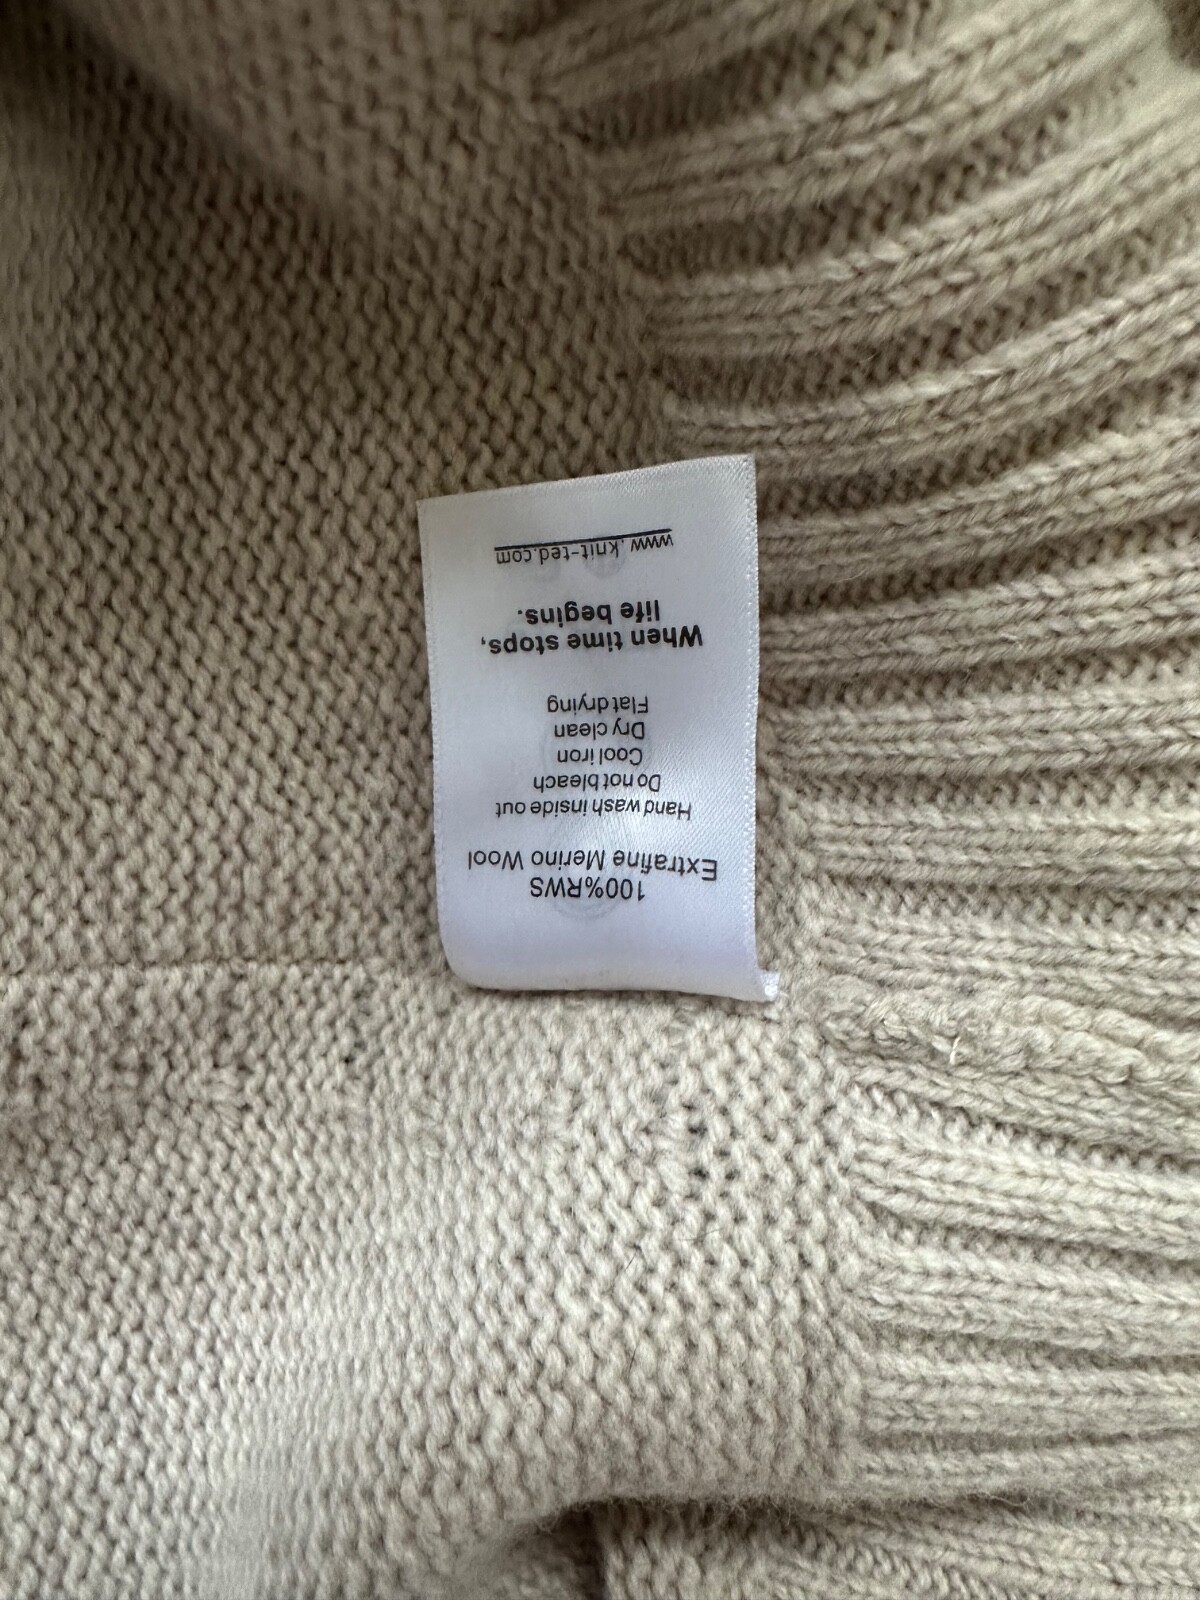 100%RWS
Extrafine Merino Wool
Hand wash inside out
Do not bleach
Cool iron
Dry clean
Flat drying
When time stops,
life begins.
www.knit-ted.com